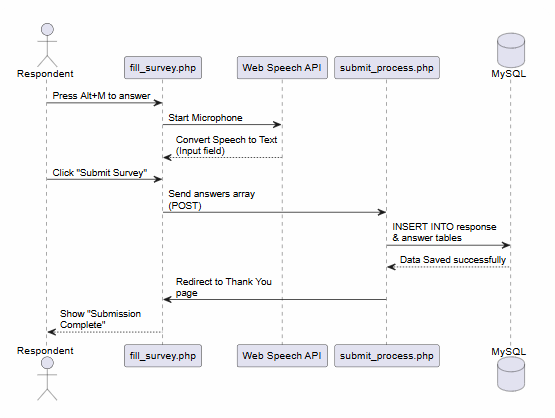 Respondent
fill_survey.php
Web Speech API
submit_process.php
MySQL
Press Alt+M to answer
Start Microphone
Convert Speech to Text
(Input field)
Click "Submit Survey"
Send answers array
(POST)
INSERT INTO response
& answer tables
Data Saved successfully
Redirect to Thank You
page
Show "Submission
Complete"
Respondent
fill_survey.php
Web Speech API
submit_process.php
MySQL